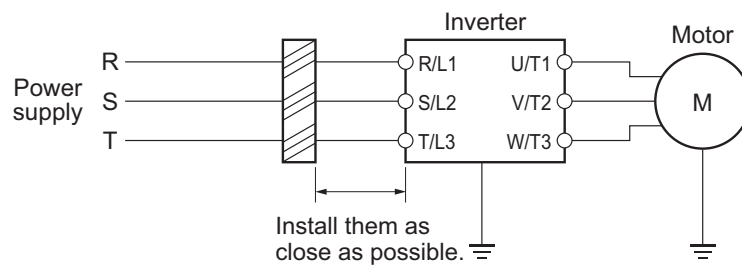 Inverter
Motor
Power
supply
R
S
T
R/L1
S/L2
T/L3
U/T1
V/T2
W/T3
M
Install them as
close as possible.